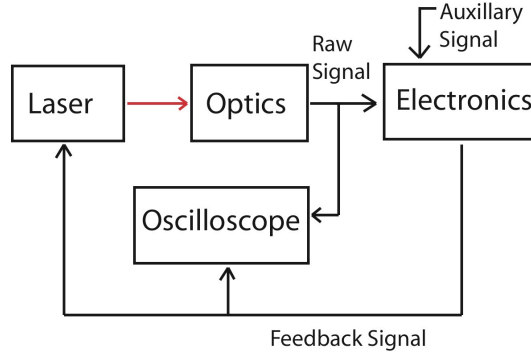 Auxillary
Signal
Raw
Signal
Laser
Optics
Electronics
Oscilloscope
Feedback Signal